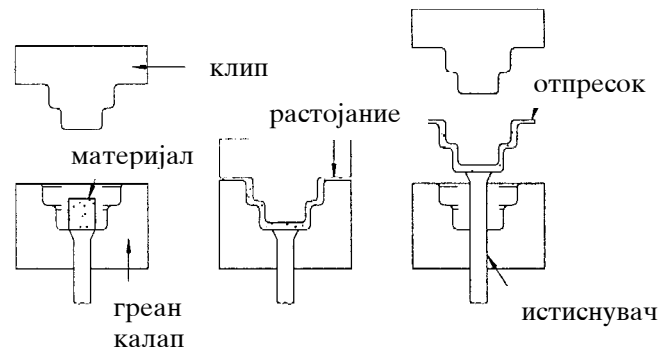 клип
отпресок
растојание
материјал
греан
калап
истиснувач